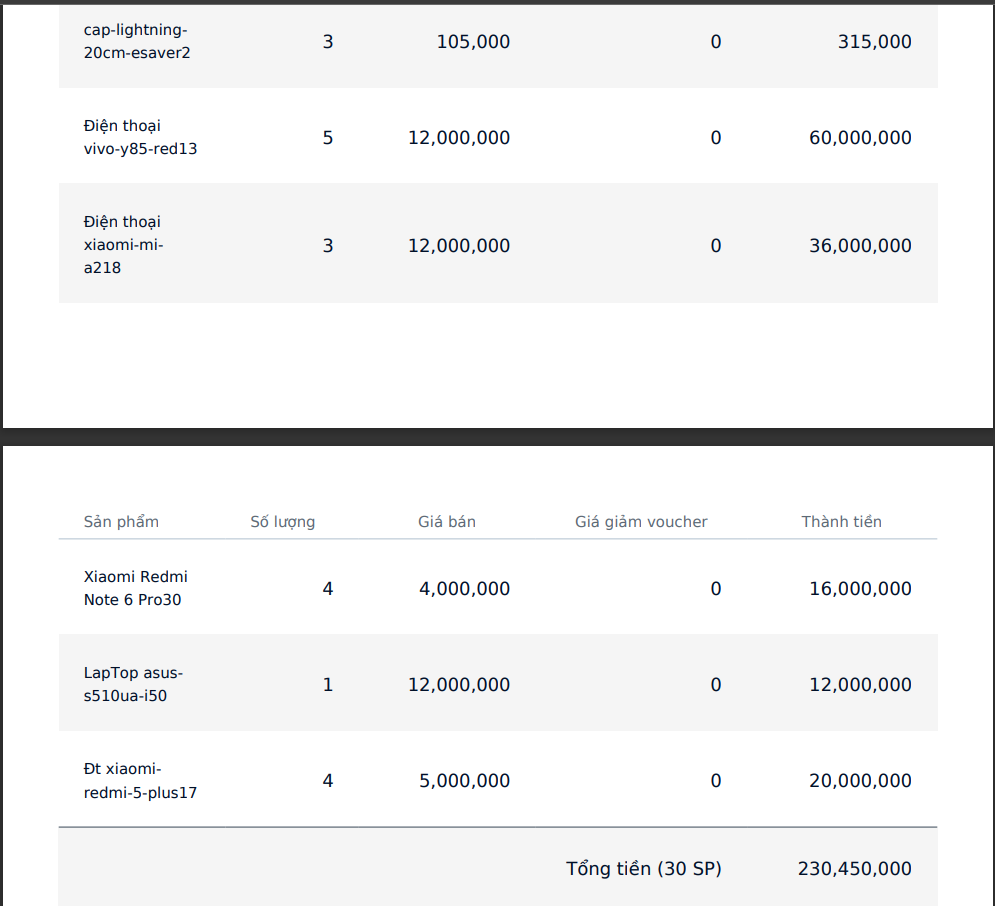 cap-lightning-
20cm-esaver2 3 105,000 0 315,000
Điện thoại
vivo-y85-red13 5 12,000,000 0 60,000,000
Điện thoại
xiaomi-mi-
a218 3 12,000,000 0 36,000,000
Sản phẩm Số lượng Giá bán Giá giảm voucher Thành tiền
Xiaomi Redmi
Note 6 Pro30 4 4,000,000 0 16,000,000
LapTop asus-
s510ua-i50 1 12,000,000 0 12,000,000
Đt xiaomi-
redmi-5-plus17 4 5,000,000 0 20,000,000
Tổng tiền (30 SP) 230,450,000